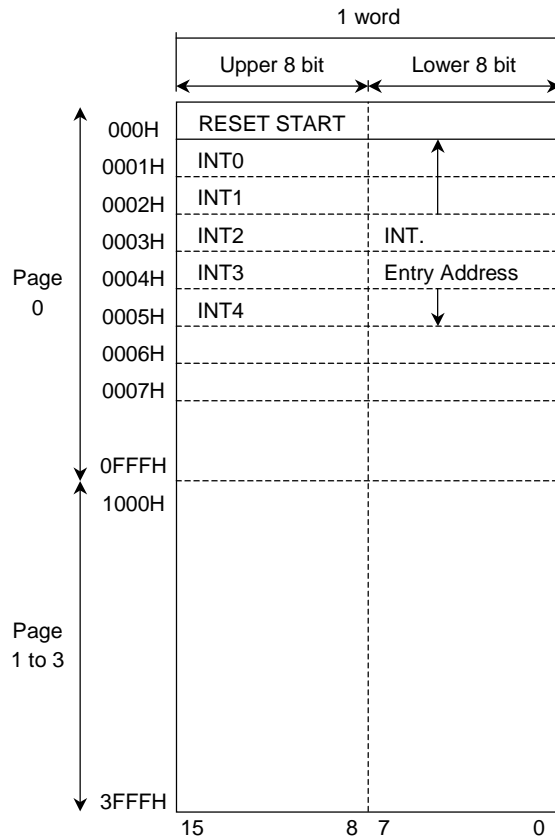 1 word
Upper 8 bit Lower 8 bit
000H RESET START
0001H INT0
0002H INT1
0003H INT2 INT.
Page 0004H INT3 Entry Address
0 0005H INT4
0006H
0007H
0FFFH
1000H
Page
1 to 3
3FFFH
15 8 7 0